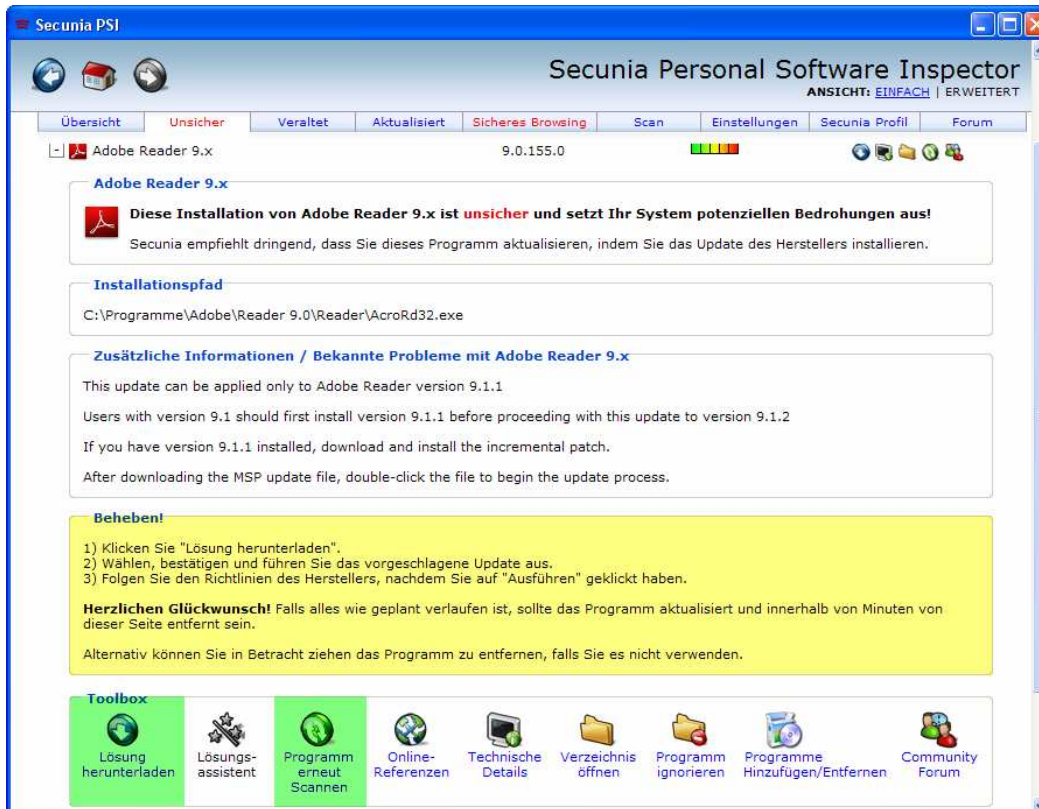 Secunia PSI
Secunia Personal Software Inspector
ANSICHT: EINFACH | ERWEITERT
Übersicht Unsicher Veraltet Aktualisiert Sicheres Browsing Scan Einstellungen Secunia Profil Forum
Adobe Reader 9.x 9.0.155.0
Adobe Reader 9.x
Diese Installation von Adobe Reader 9.x ist unsicher und setzt Ihr System potenziellen Bedrohungen aus!
Secunia empfiehlt dringend, dass Sie dieses Programm aktualisieren, indem Sie das Update des Herstellers installieren.
Installationspfad
C:\Programme\Adobe\Reader 9.0\Reader\AcroRd32.exe
Zusätzliche Informationen / Bekannte Probleme mit Adobe Reader 9.x
This update can be applied only to Adobe Reader version 9.1.1
Users with version 9.1 should first install version 9.1.1 before proceeding with this update to version 9.1.2
If you have version 9.1.1 installed, download and install the incremental patch.
After downloading the MSP update file, double-click the file to begin the update process.
Beheben!
1) Klicken Sie "Lösung herunterladen".
2) Wählen, bestätigen und führen Sie das vorgeschlagene Update aus.
3) Folgen Sie den Richtlinien des Herstellers, nachdem Sie auf "Ausführen" geklickt haben.
Herzlichen Glückwunsch! Falls alles wie geplant verlaufen ist, sollte das Programm aktualisiert und innerhalb von Minuten von
dieser Seite entfernt sein.
Alternativ können Sie in Betracht ziehen das Programm zu entfernen, falls Sie es nicht verwenden.
Toolbox
Lösung
herunterladen
Lösungs-
assistent
Programm
erneut
Scannen
Online-
Referenzen
Technische
Details
Verzeichnis
öffnen
Programm
ignorieren
Programme
Hinzufügen/Entfernen
Community
Forum